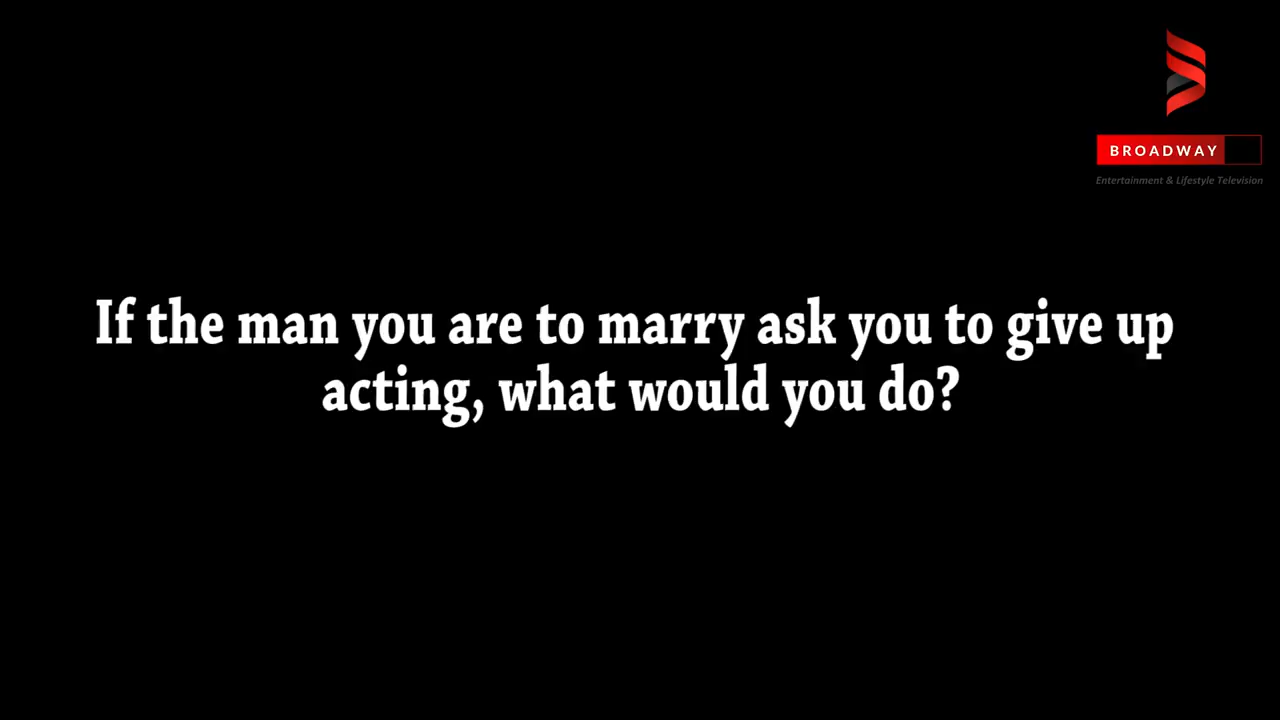 BROADWAY
Entertainment & Lifestyle Television
If the man you are to marry ask you to give up
acting, what would you do?